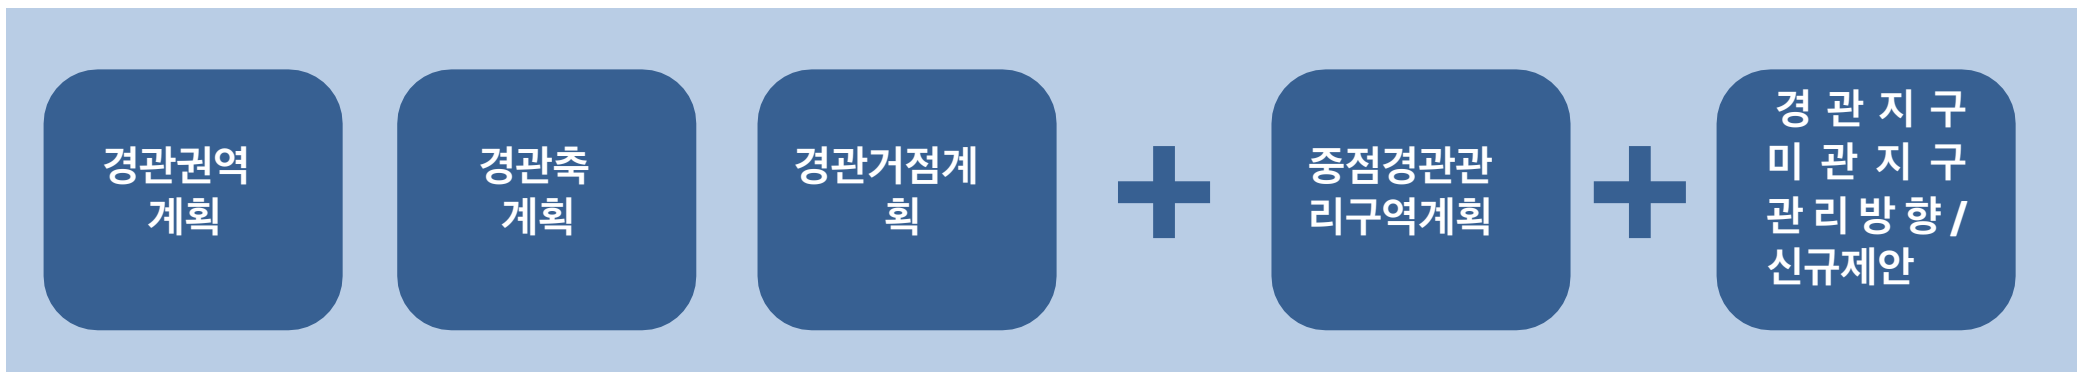 경관권역
계획
경관축
계획
경관거점계
획
중점경관관
리구역계획
경관지구
미관지구
관리방향/
신규제안